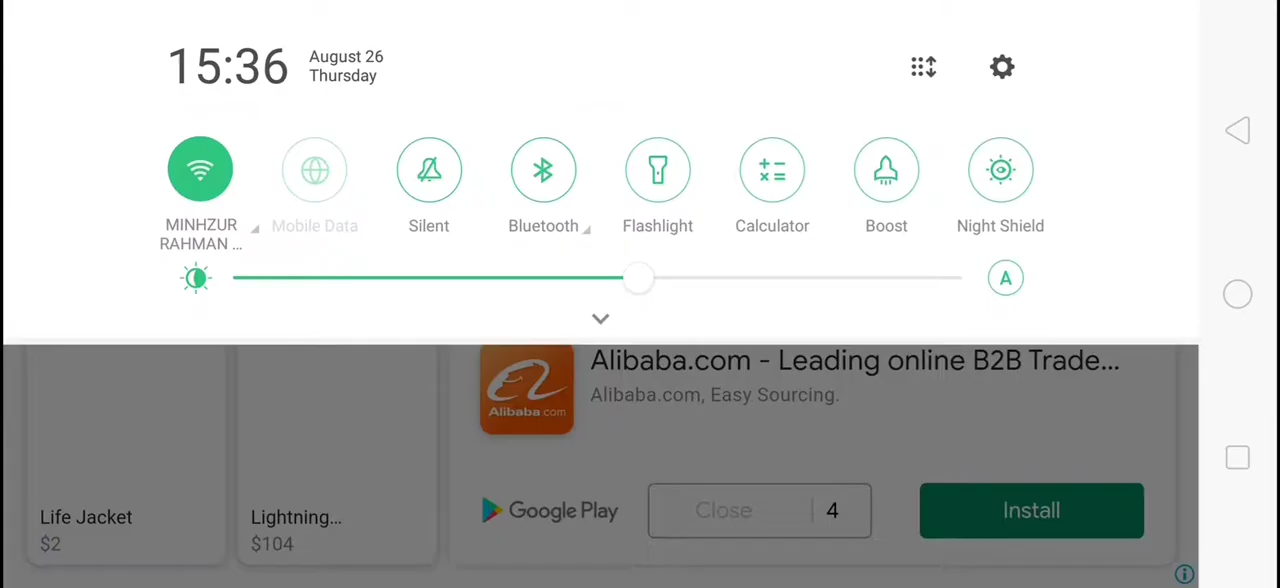 15:36
August 26
Thursday
MINHZUR
RAHMAN ...
Mobile Data
Silent
Bluetooth
Flashlight
Calculator
Boost
Night Shield
A
Alibaba.com
Alibaba.com - Leading online B2B Trade...
Alibaba.com, Easy Sourcing.
Life Jacket
$2
Lightning...
$104
Google Play
Close
4
Install